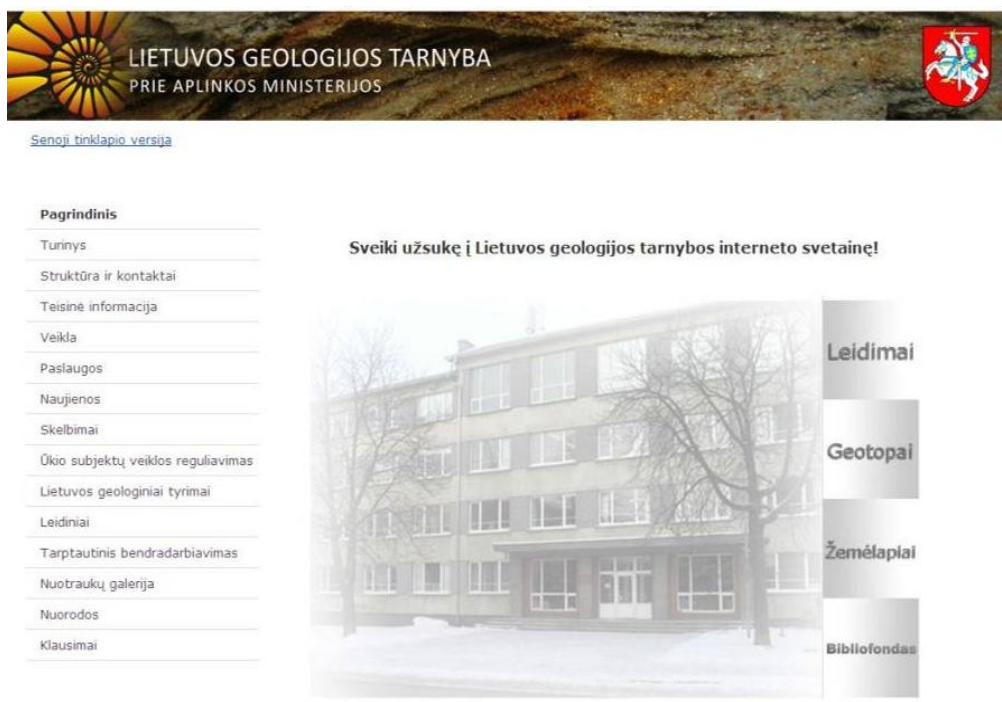 LIETUVOS GEOLOGIJOS TARNYBA
PRIE APLINKOS MINISTERIJOS
Senoji tinklapio versija
Pagrindinis
Turinys
Struktūra ir kontaktai
Teisinė informacija
Veikla
Paslaugos
Naujienos
Skelbimai
Ūkio subjektų veiklos reguliavimas
Lietuvos geologiniai tyrimai
Leidiniai
Tarptautinis bendradarbiavimas
Nuotraukų galerija
Nuorodos
Klausimai
Sveiki užsukę į Lietuvos geologijos tarnybos interneto svetainę!
Leidimai
Geotopai
Žemėlapiai
Bibliofondas